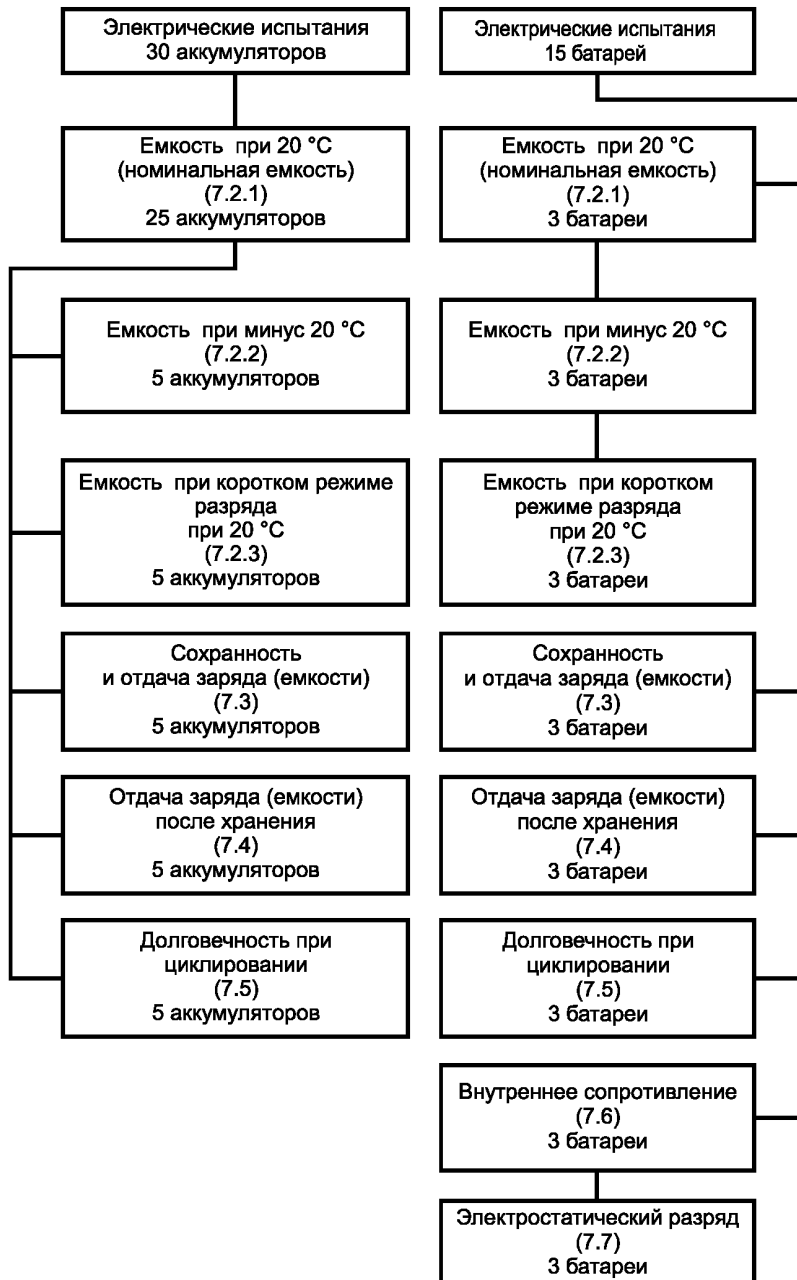 Электрические испытания
30 аккумуляторов
Емкость при 20 °С
(номинальная емкость)
(7.2.1)
25 аккумуляторов
Емкость при минус 20 °С
(7.2.2)
5 аккумуляторов
Емкость при коротком режиме
разряда
при 20 °С
(7.2.3)
5 аккумуляторов
Сохранность
и отдача заряда (емкости)
(7.3)
5 аккумуляторов
Отдача заряда (емкости)
после хранения
(7.4)
5 аккумуляторов
Долговечность при
циклировании
(7.5)
5 аккумуляторов
Электрические испытания
15 батарей
Емкость при 20 °С
(номинальная емкость)
(7.2.1)
3 батареи
Емкость при минус 20 °С
(7.2.2)
3 батареи
Емкость при коротком
режиме разряда
при 20 °С
(7.2.3)
3 батареи
Сохранность
и отдача заряда (емкости)
(7.3)
3 батареи
Отдача заряда (емкости)
после хранения
(7.4)
3 батареи
Долговечность при
циклировании
(7.5)
3 батареи
Внутреннее сопротивление
(7.6)
3 батареи
Электростатический разряд
(7.7)
3 батареи